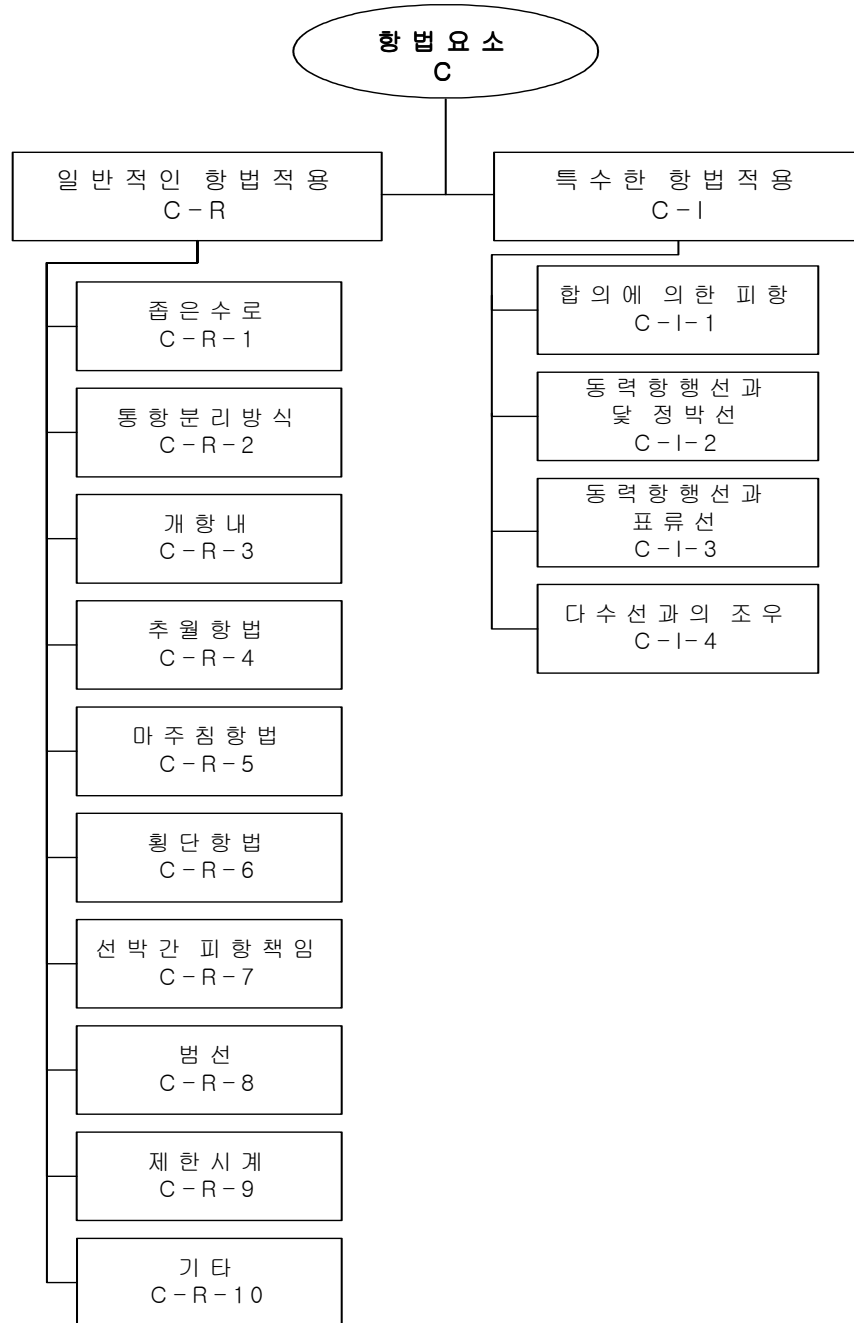 항법요소
C
일반적인 항법적용
C-R
특수한 항법적용
C-I
좁은수로
C-R-1
통항분리방식
C-R-2
개항내
C-R-3
추월항법
C-R-4
마주침항법
C-R-5
횡단항법
C-R-6
선박간 피항책임
C-R-7
범선
C-R-8
제한시계
C-R-9
기타
C-R-10
합의에 의한 피항
C-I-1
동력항행선과
닻 정박선
C-I-2
동력항행선과
표류선
C-I-3
다수선과의 조우
C-I-4